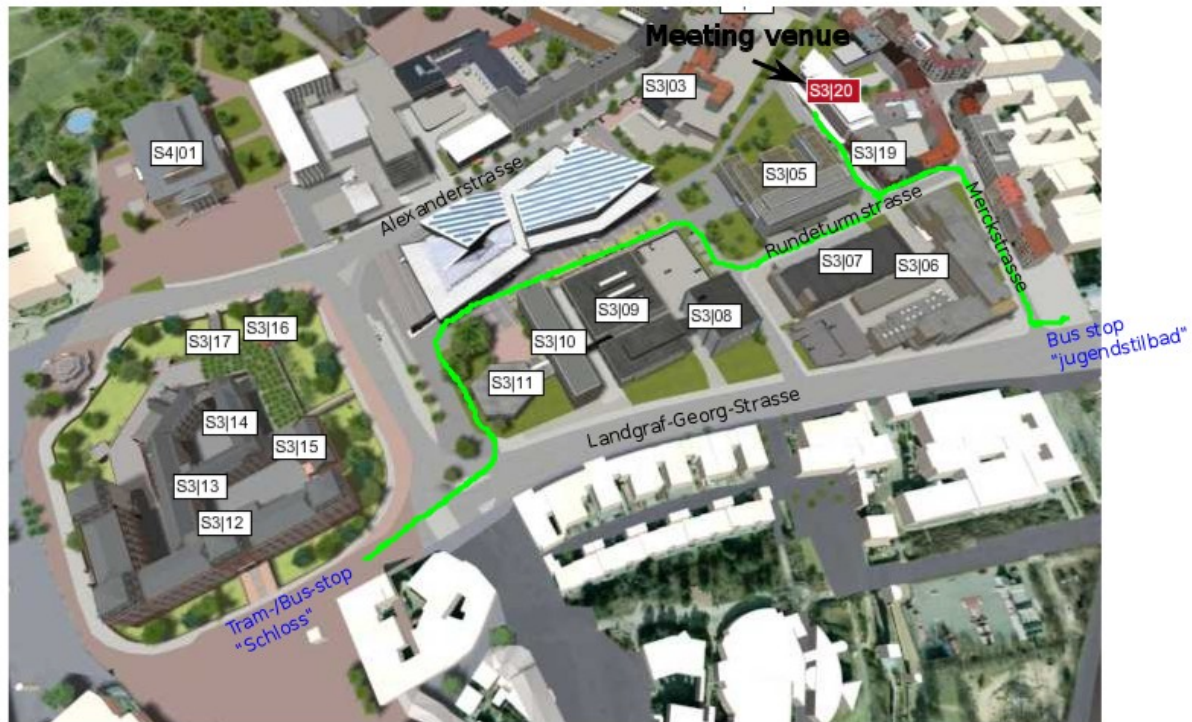 Meeting venue
S3|20
S3|03
S4|01
S3|19
S3|05
Alexanderstrasse
Rundeturmstrasse
Merckstrasse
S3|07
S3|06
S3|09
S3|08
S3|16
S3|17
S3|10
S3|11
Bus stop
"jugendstilbad"
Landgraf-Georg-Strasse
S3|14
S3|15
S3|13
S3|12
Tram-/Bus-stop
"Schloss"